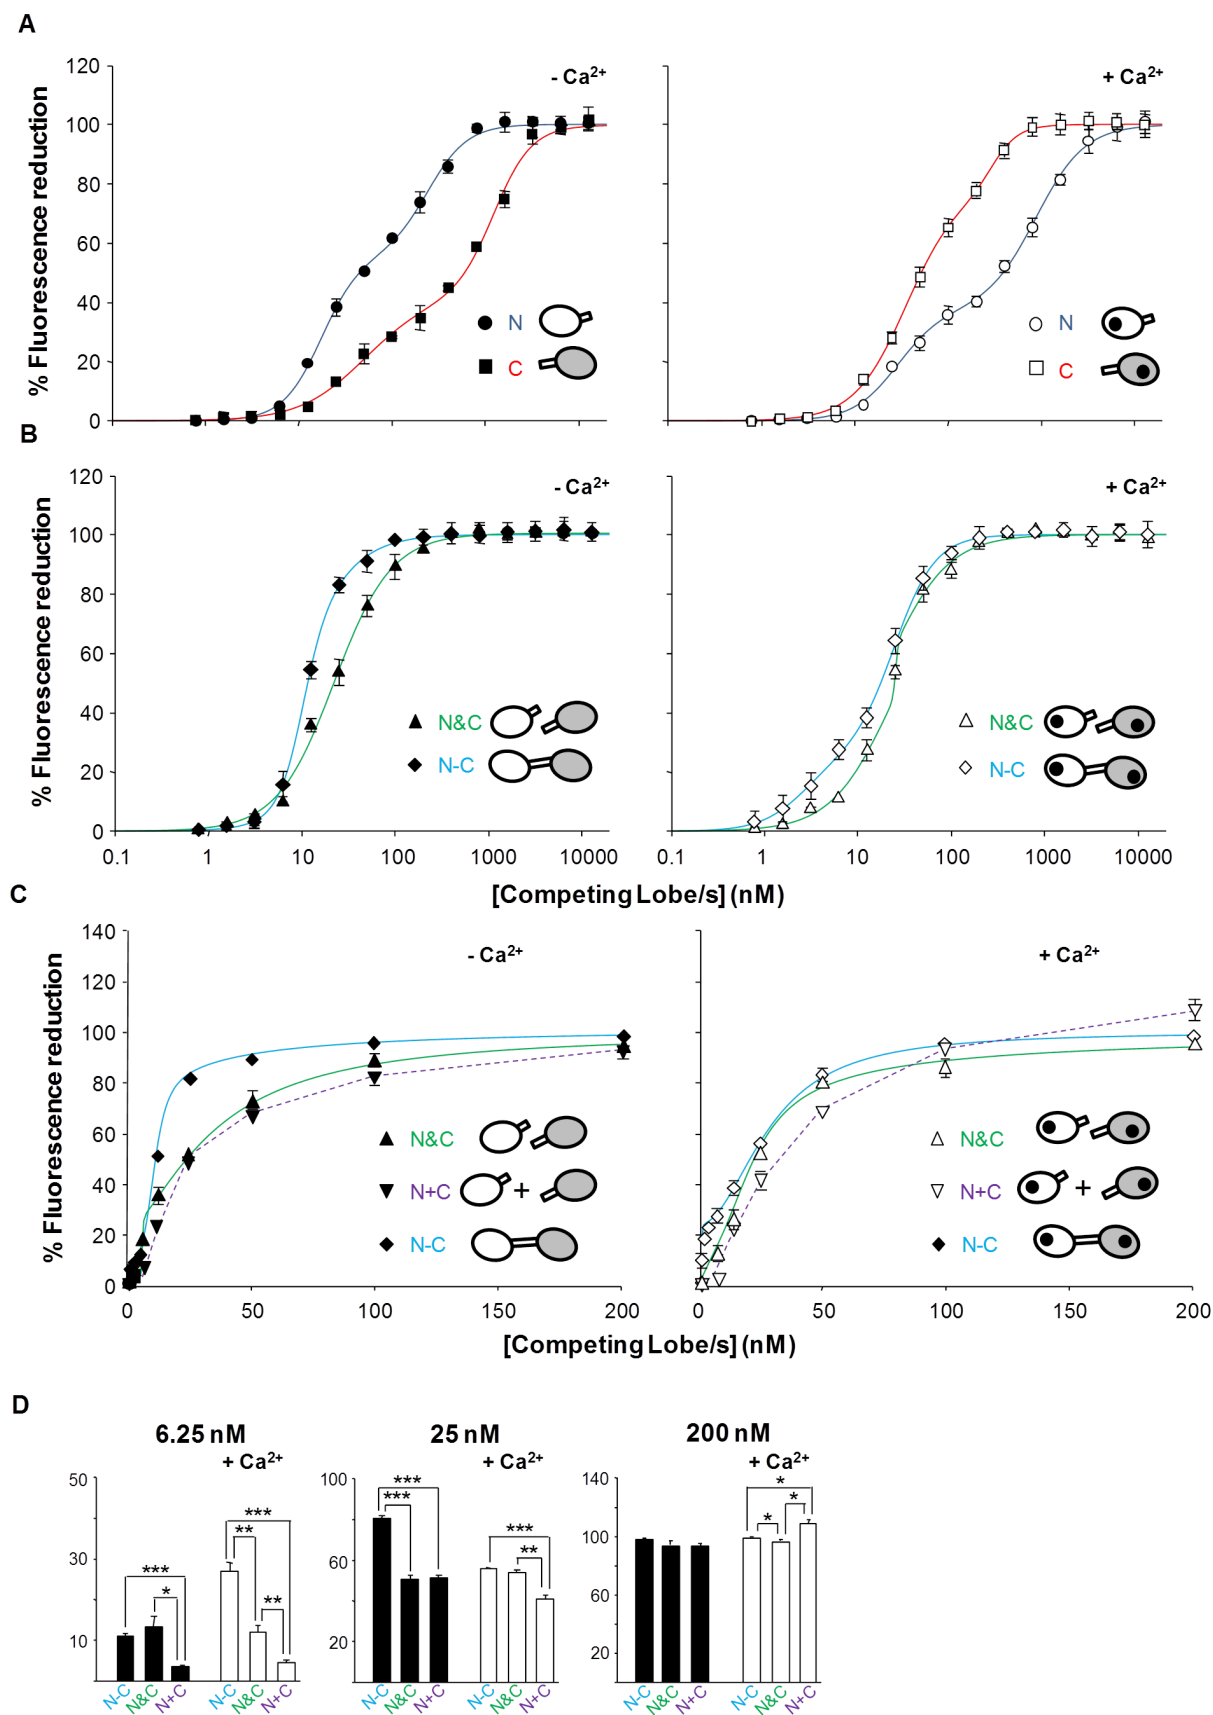 A
- Ca2+
+ Ca2+
% Fluorescence reduction
120
100
80
60
40
20
0
N
C
N
C
B
- Ca2+
+ Ca2+
% Fluorescence reduction
120
100
80
60
40
20
0
N&C
N-C
N&C
N-C
0.1 1 10 100 1000 10000
0.1 1 10 100 1000 10000
[Competing Lobe/s] (nM)
C
- Ca2+
+ Ca2+
% Fluorescence reduction
140
120
100
80
60
40
20
0
N&C
N+C +
N-C
N&C
N+C +
N-C
0 50 100 150 200
0 50 100 150 200
[Competing Lobe/s] (nM)
D
6.25 nM
+ Ca2+
50
30
10
*** * *** ** **
N-C N&C N+C N-C N&C N+C
25 nM
+ Ca2+
100
60
20
*** *** *** **
N-C N&C N+C N-C N&C N+C
200 nM
+ Ca2+
140
100
60
20
* * *
N-C N&C N+C N-C N&C N+C